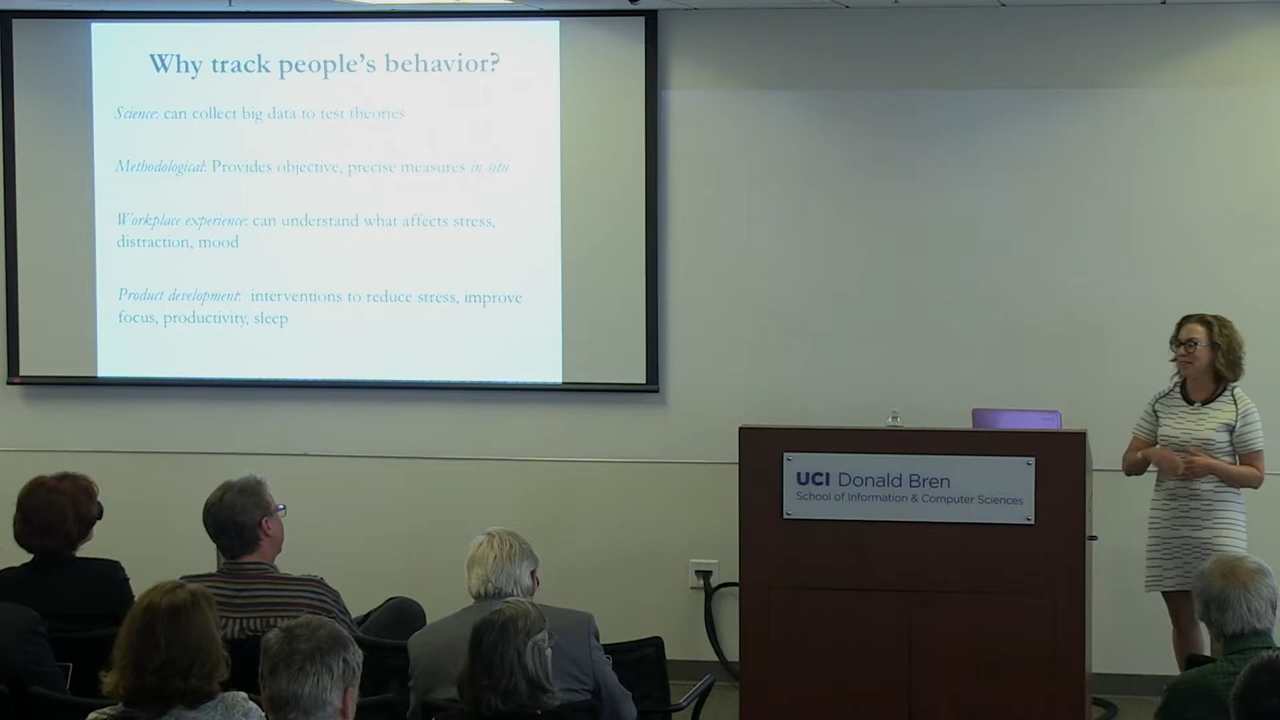 Why track people's behavior?
Science: can collect big data to test theories
Methodological: Provides objective, precise measures in situ
Workplace experience: can understand what affects stress,
distraction, mood
Product development: interventions to reduce stress, improve
focus, productivity, sleep
UCI Donald Bren
School of Information & Computer Sciences